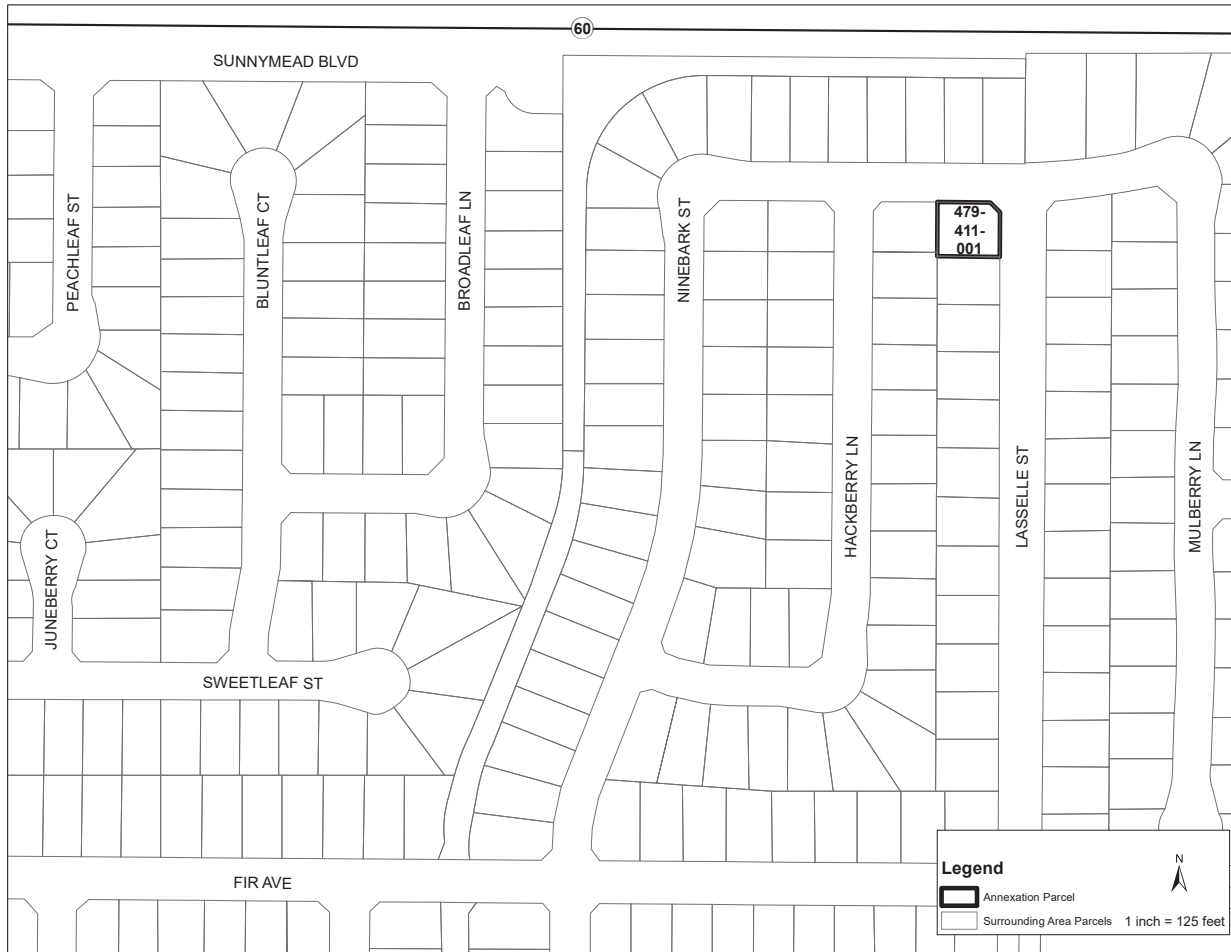 60
SUNNYMEAD BLVD
PEACHLEAF ST
BLUNTLEAF CT
BROADLEAF LN
NINEBARK ST
479-
411-
001
HACKBERRY LN
LASSELLE ST
MULBERRY LN
JUNEBERRY CT
SWEETLEAF ST
FIR AVE
Legend
N
Annexation Parcel
Surrounding Area Parcels 1 inch = 125 feet